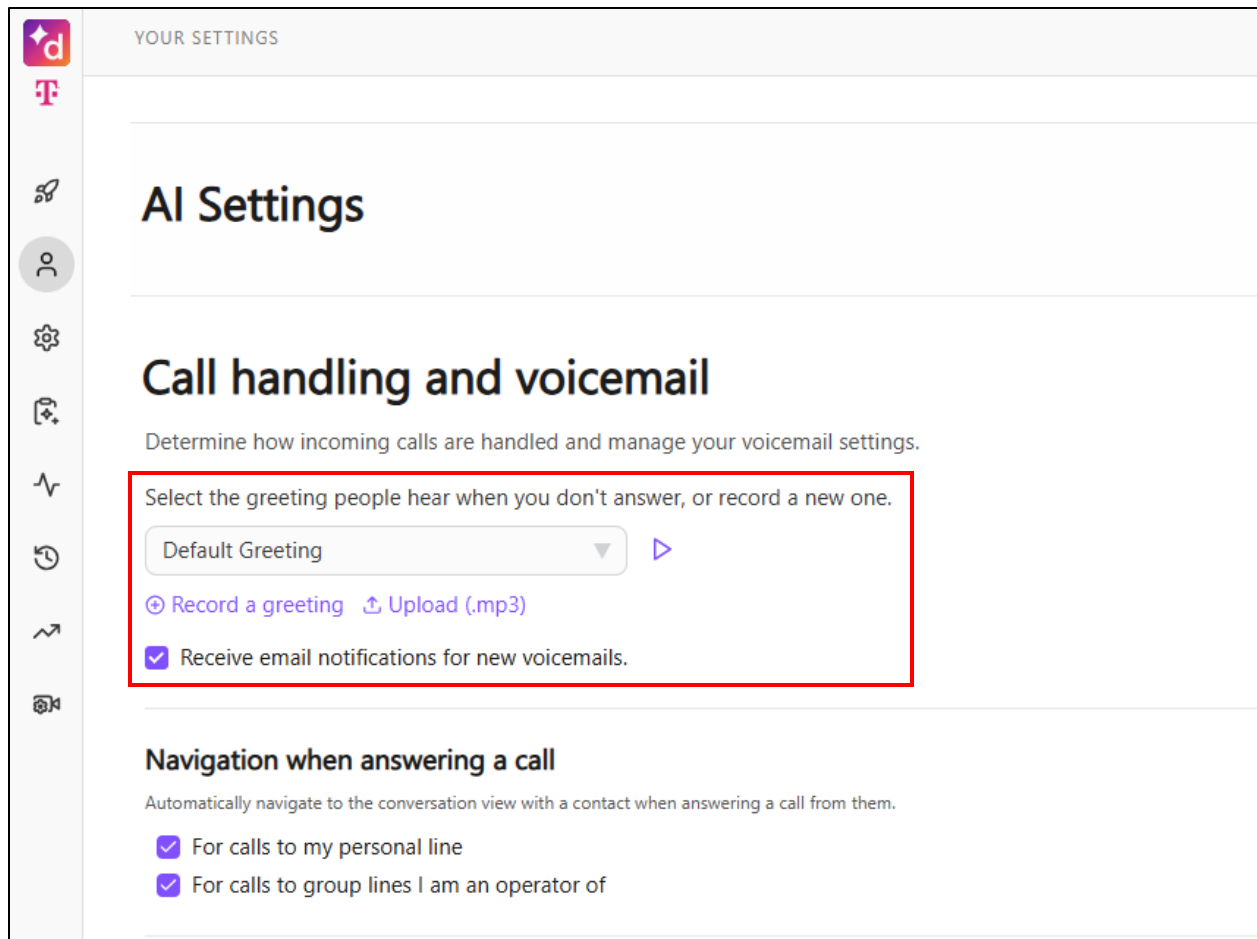 d
T
YOUR SETTINGS
AI Settings
Call handling and voicemail
Determine how incoming calls are handled and manage your voicemail settings.
Select the greeting people hear when you don't answer, or record a new one.
Default Greeting
Record a greeting Upload (.mp3)
Receive email notifications for new voicemails.
Navigation when answering a call
Automatically navigate to the conversation view with a contact when answering a call from them.
For calls to my personal line
For calls to group lines I am an operator of